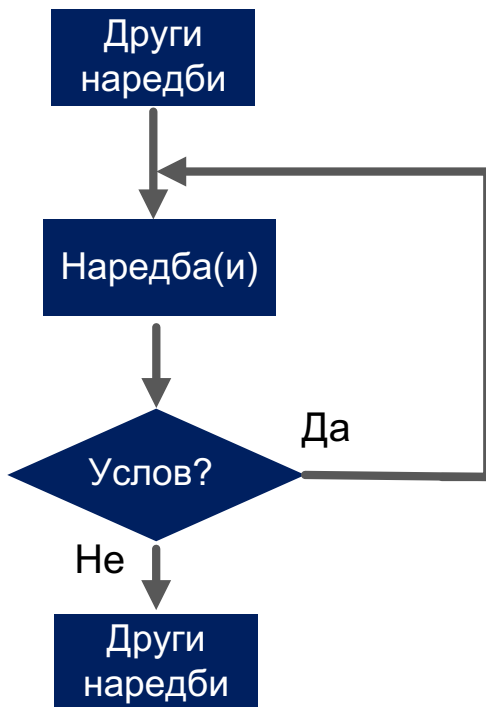 Други
наредби
Наредба(и)
Услов?
Да
Не
Други
наредби